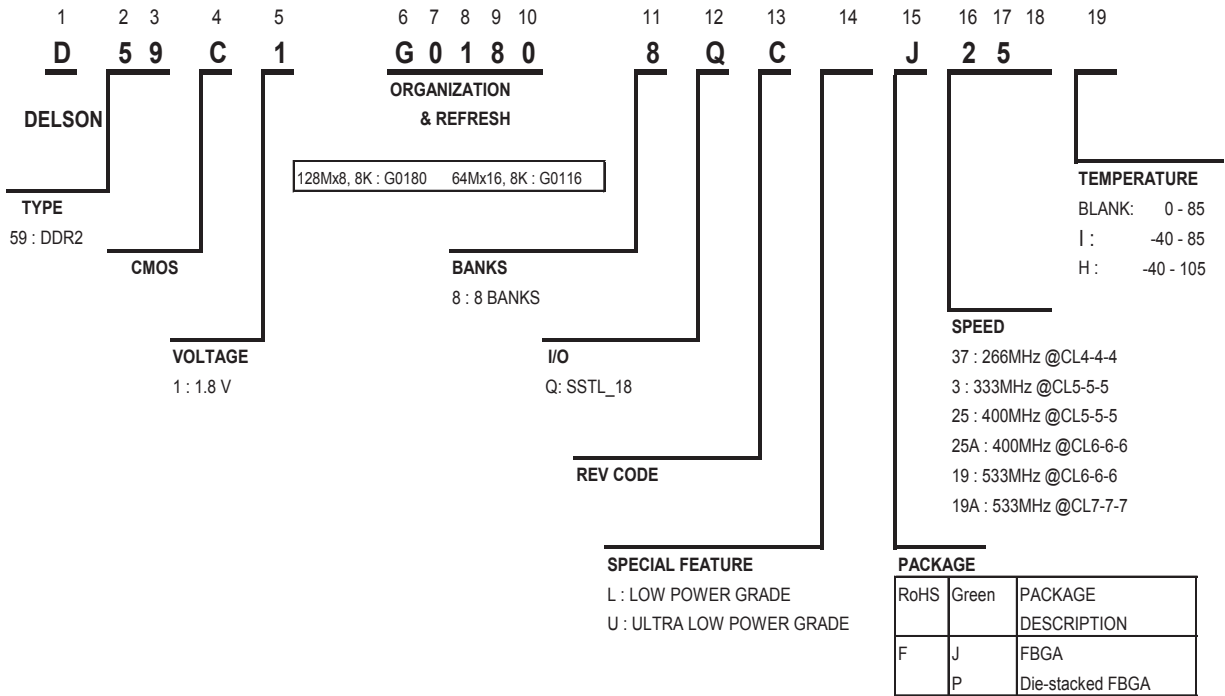 1 2 3 4 5 6 7 8 9 10 11 12 13 14 15 16 17 18 19
D 5 9 C 1 G 0 1 8 0 8 Q C J 2 5
DELSON
ORGANIZATION
& REFRESH
128Mx8, 8K : G0180 64Mx16, 8K : G0116
TYPE
59 : DDR2
CMOS
VOLTAGE
1 : 1.8 V
BANKS
8 : 8 BANKS
I/O
Q: SSTL_18
REV CODE
SPECIAL FEATURE
L : LOW POWER GRADE
U : ULTRA LOW POWER GRADE
TEMPERATURE
BLANK: 0 - 85
I : -40 - 85
H : -40 - 105
SPEED
37 : 266MHz @CL4-4-4
3 : 333MHz @CL5-5-5
25 : 400MHz @CL5-5-5
25A : 400MHz @CL6-6-6
19 : 533MHz @CL6-6-6
19A : 533MHz @CL7-7-7
PACKAGE
RoHS Green PACKAGE
DESCRIPTION
F J FBGA
P Die-stacked FBGA